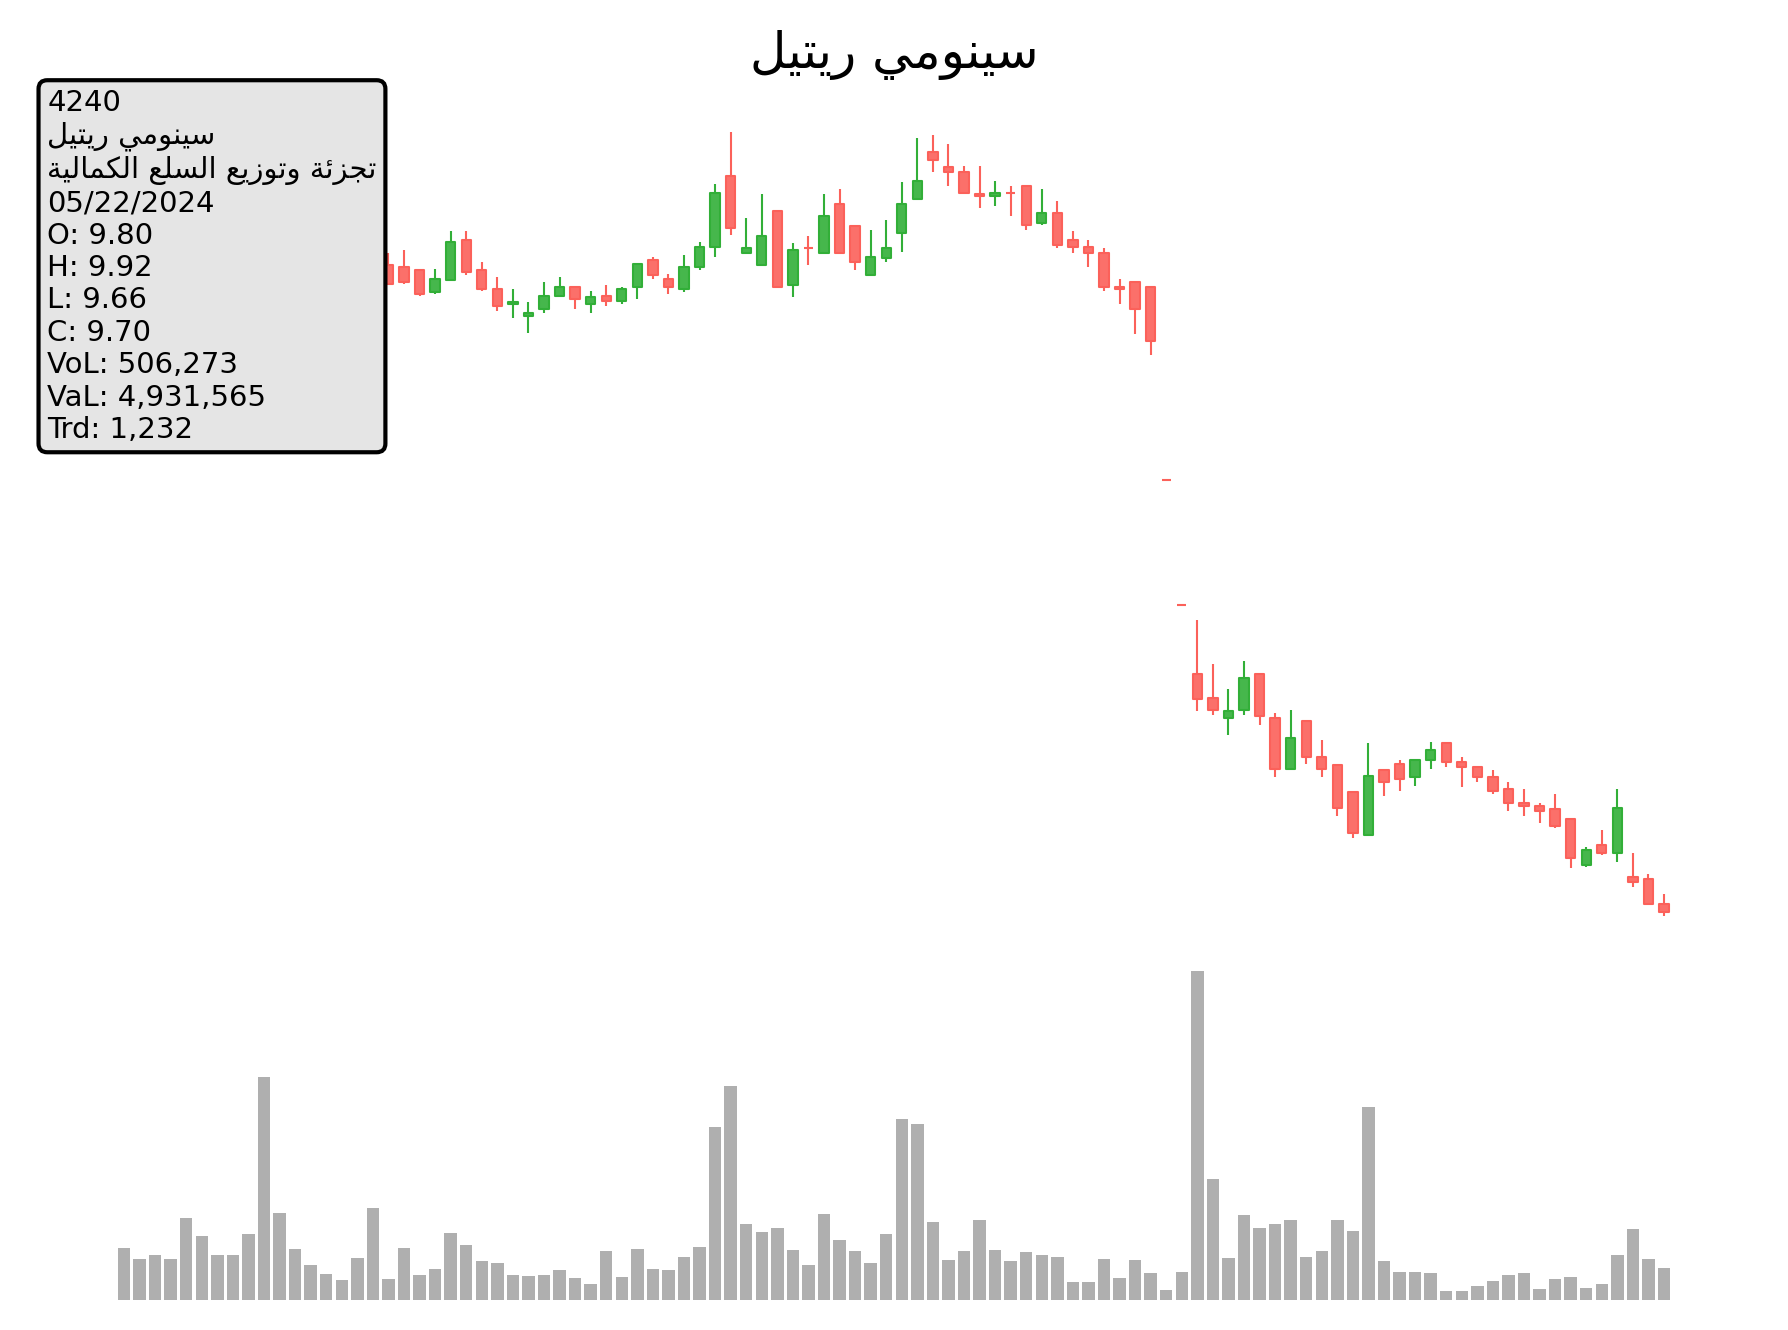 سينومي ريتيل
4240
سينومي ريتيل
تجزئة وتوزيع السلع الكمالية
05/22/2024
O: 9.80
H: 9.92
L: 9.66
C: 9.70
VoL: 506,273
VaL: 4,931,565
Trd: 1,232